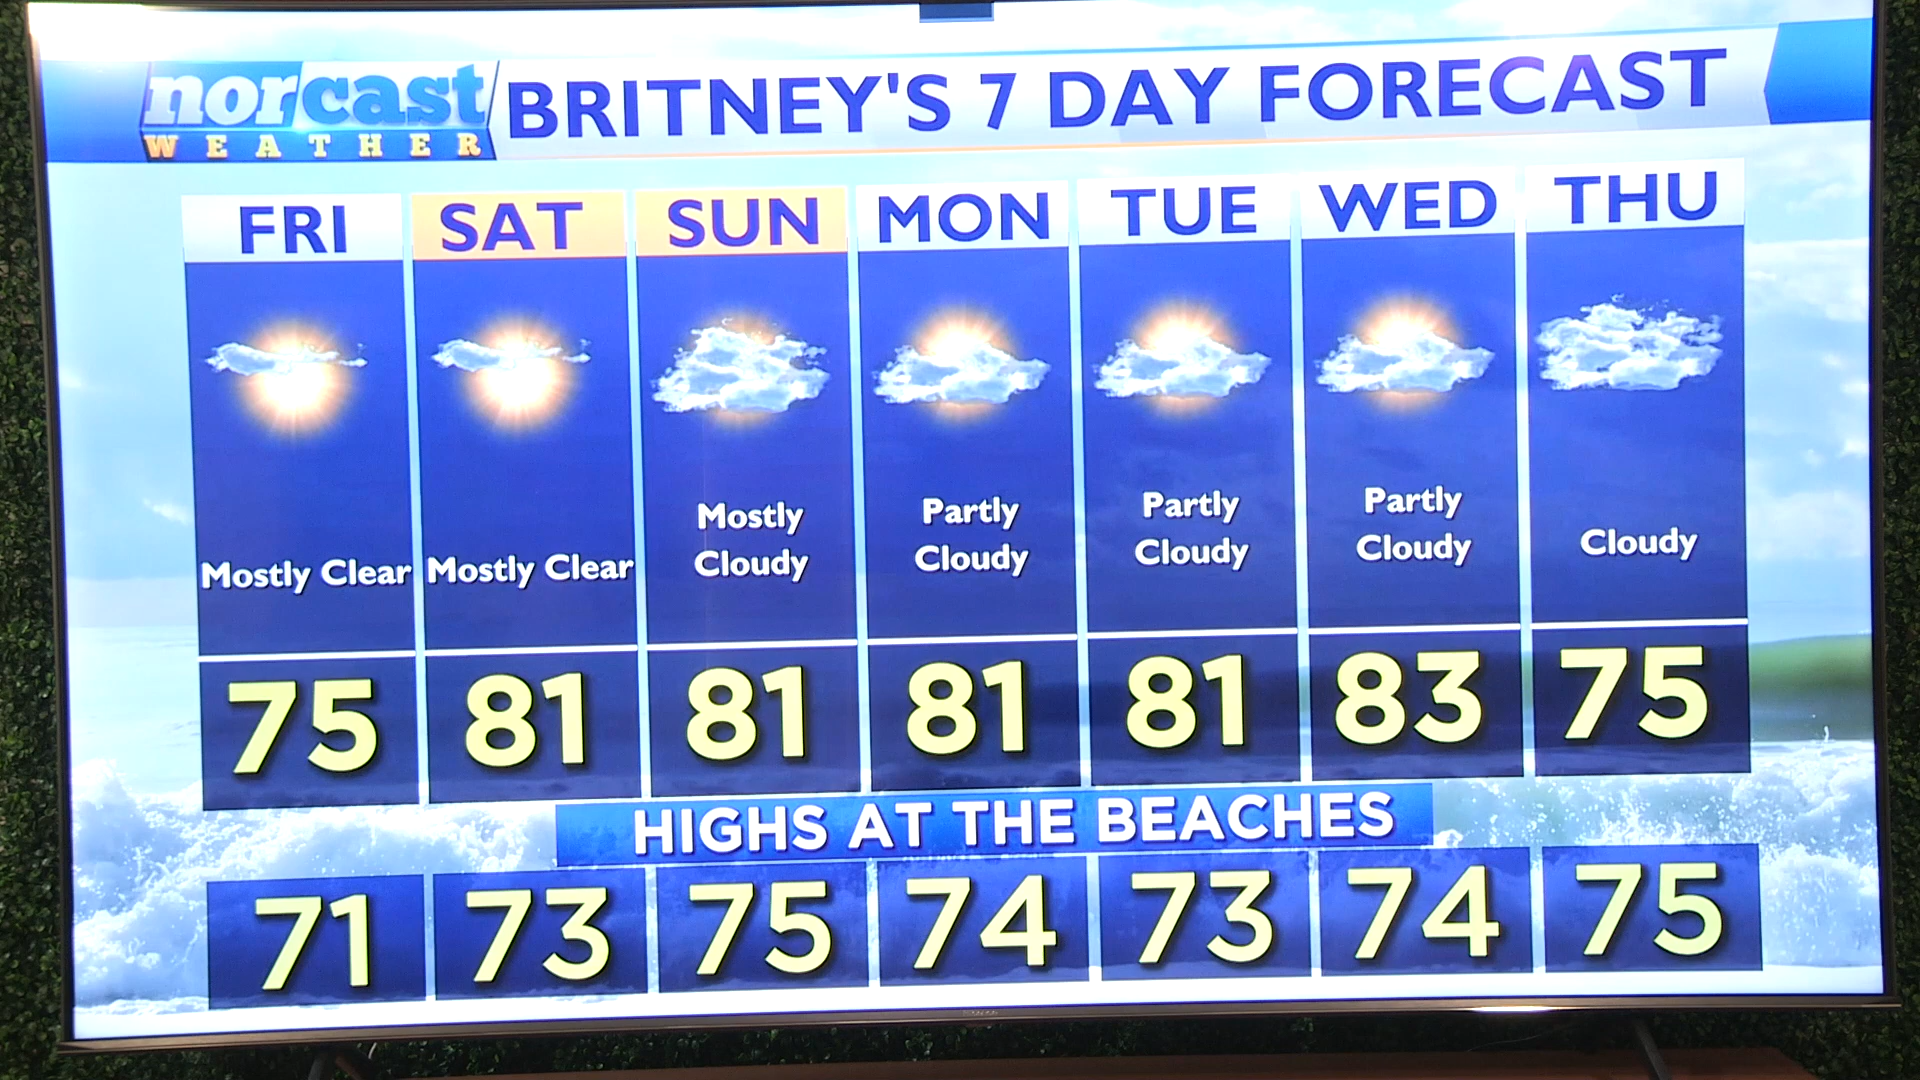 norcast
WEATHER
BRITNEY'S 7 DAY FORECAST
FRI SAT SUN MON TUE WED THU
Mostly Clear
Mostly Clear
Mostly
Cloudy
Partly
Cloudy
Partly
Cloudy
Partly
Cloudy
Cloudy
75 81 81 81 81 83 75
HIGHS AT THE BEACHES
71 73 75 74 73 74 75